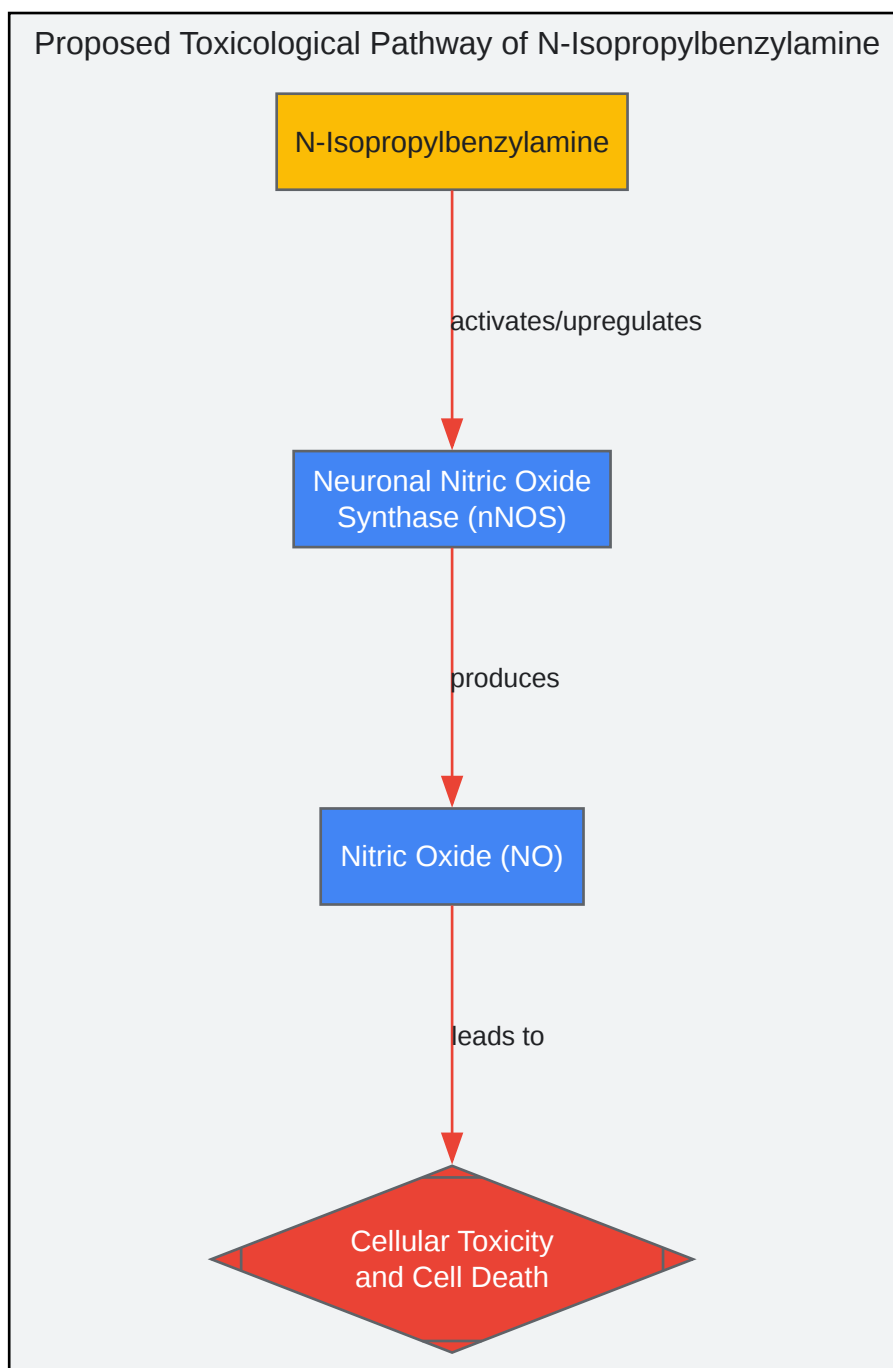 Proposed Toxicological Pathway of N-Isopropylbenzylamine
N-Isopropylbenzylamine
activates/upregulates
Neuronal Nitric Oxide
Synthase (nNOS)
produces
Nitric Oxide (NO)
leads to
Cellular Toxicity
and Cell Death